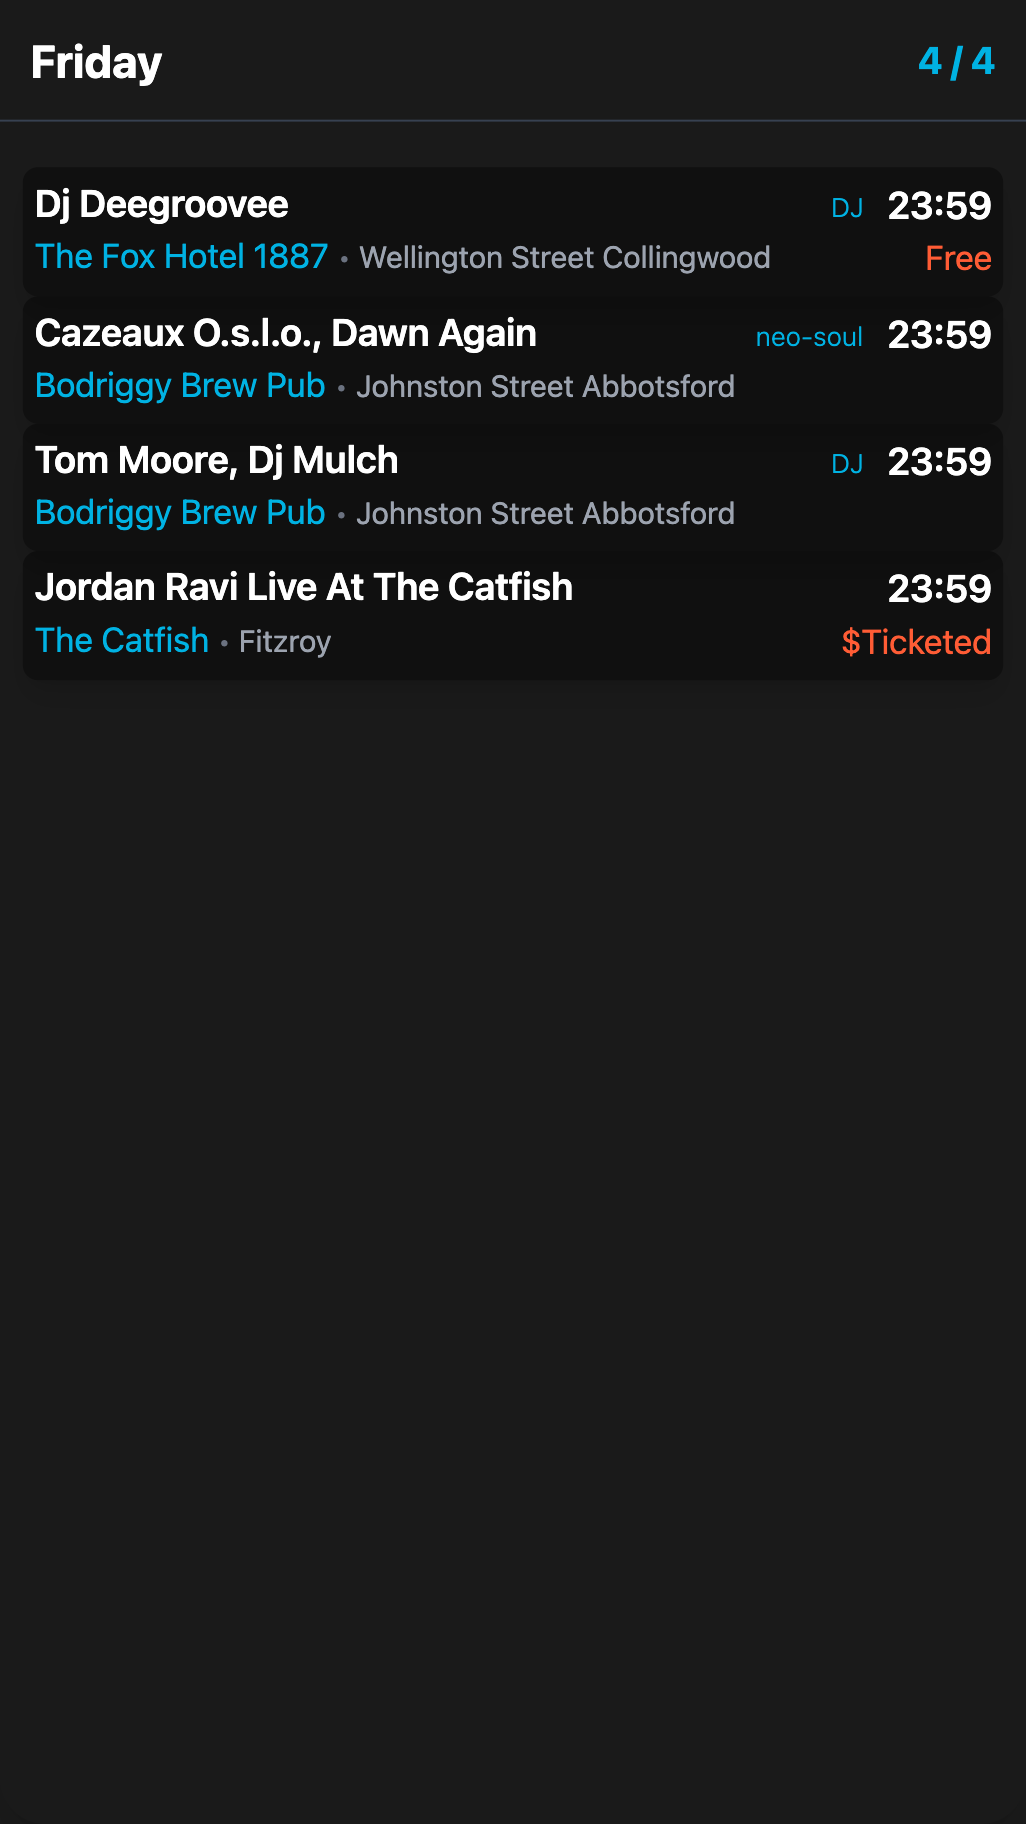 Friday 4 / 4
Dj Deegroovee DJ 23:59
The Fox Hotel 1887 • Wellington Street Collingwood Free
Cazeaux O.s.l.o., Dawn Again neo-soul 23:59
Bodriggy Brew Pub • Johnston Street Abbotsford
Tom Moore, Dj Mulch DJ 23:59
Bodriggy Brew Pub • Johnston Street Abbotsford
Jordan Ravi Live At The Catfish 23:59
The Catfish • Fitzroy $Ticketed